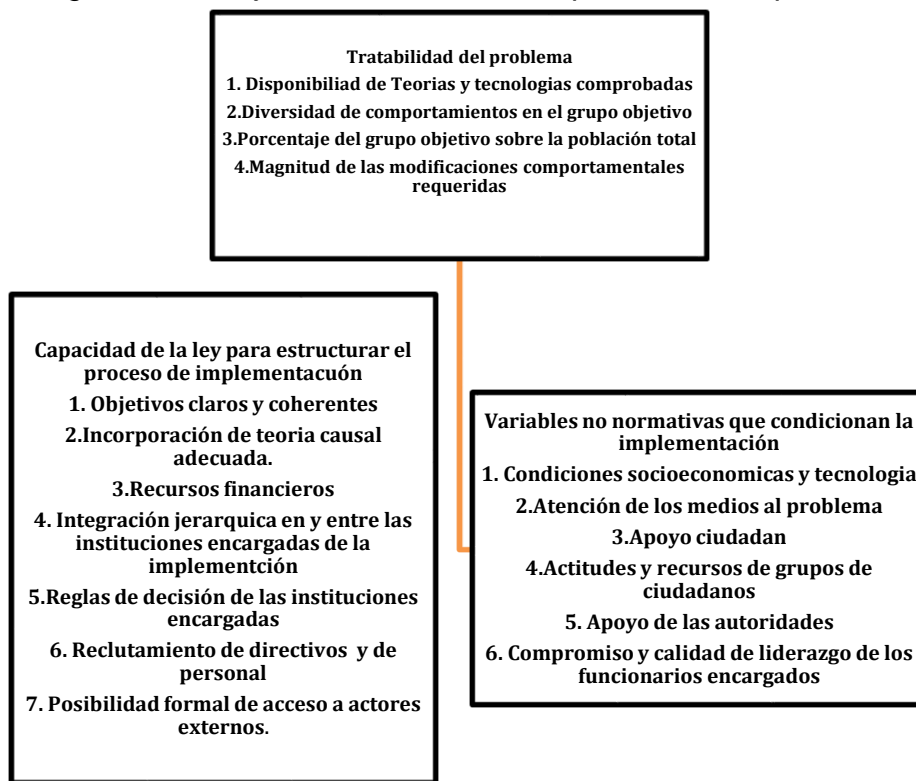 Tratabilidad del problema
1. Disponibiliad de Teorias y tecnologias comprobadas
2.Diversidad de comportamientos en el grupo objetivo
3.Porcentaje del grupo objetivo sobre la población total
4.Magnitud de las modificaciones comportamentales
requeridas
Capacidad de la ley para estructurar el
proceso de implementacuón
1. Objetivos claros y coherentes
2.Incorporación de teoria causal
adecuada.
3.Recursos financieros
4. Integración jerarquica en y entre las
instituciones encargadas de la
implementción
5.Reglas de decisión de las instituciones
encargadas
6. Reclutamiento de directivos y de
personal
7. Posibilidad formal de acceso a actores
externos.
Variables no normativas que condicionan la
implementación
1. Condiciones socioeconomicas y tecnologia
2.Atención de los medios al problema
3.Apoyo ciudadan
4.Actitudes y recursos de grupos de
ciudadanos
5. Apoyo de las autoridades
6. Compromiso y calidad de liderazgo de los
funcionarios encargados